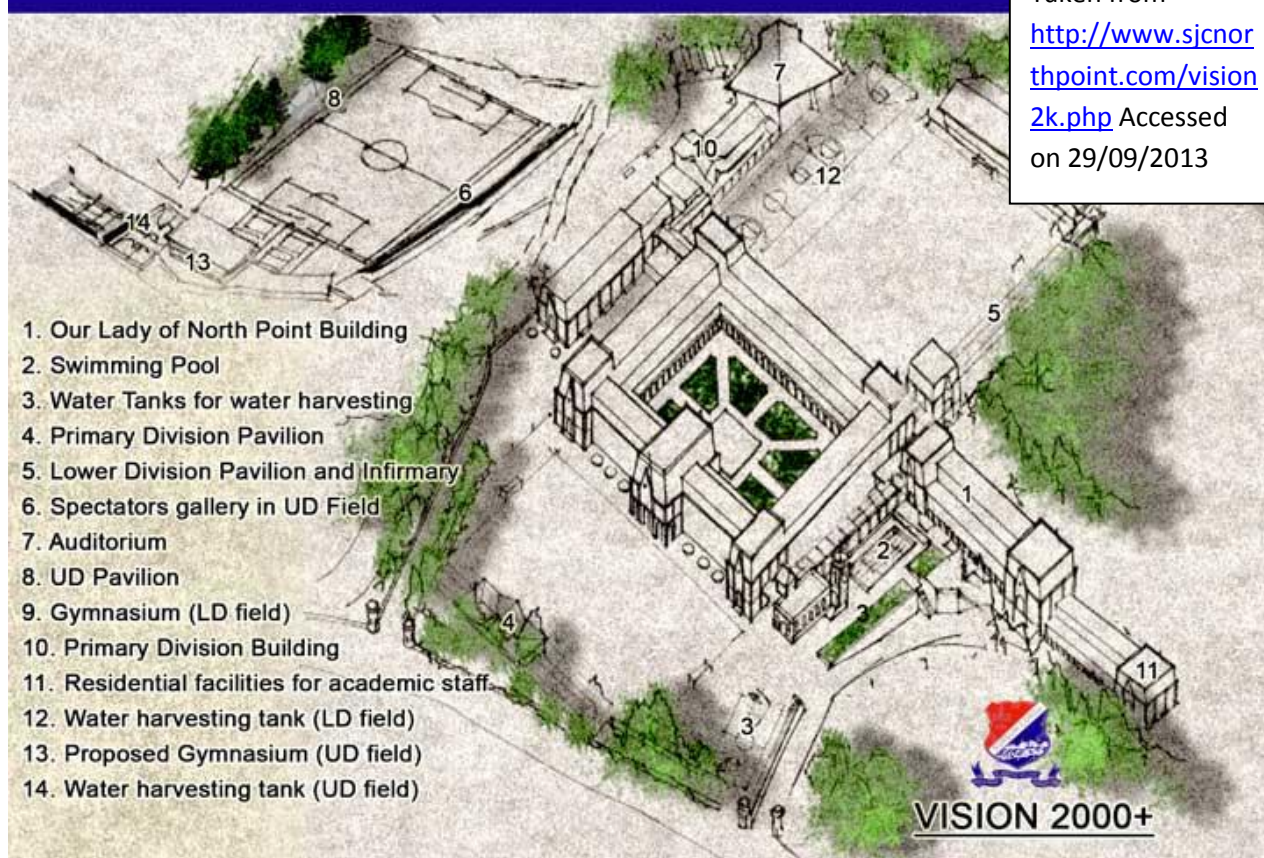 Taken from
http://www.sjcnor
thpoint.com/vision
2k.php Accessed
on 29/09/2013
7
8
10
12
6
14
13
5
1. Our Lady of North Point Building
2. Swimming Pool
3. Water Tanks for water harvesting
4. Primary Division Pavilion
5. Lower Division Pavilion and Infirmary
6. Spectators gallery in UD Field
7. Auditorium
8. UD Pavilion
9. Gymnasium (LD field)
10. Primary Division Building
11. Residential facilities for academic staff
12. Water harvesting tank (LD field)
13. Proposed Gymnasium (UD field)
14. Water harvesting tank (UD field)
1
2
3
4
11
3
VISION 2000+